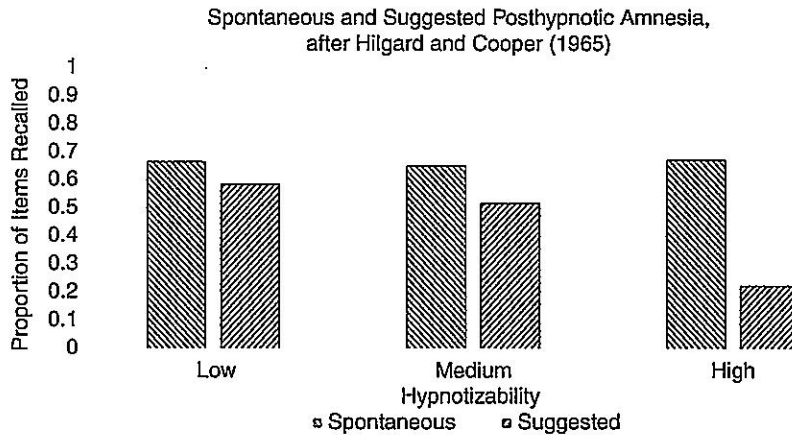 Spontaneous and Suggested Posthypnotic Amnesia,
after Hilgard and Cooper (1965)
Proportion of Items Recalled
1
0.9
0.8
0.7
0.6
0.5
0.4
0.3
0.2
0.1
0
Low Medium High
Hypnotizability
Spontaneous Suggested